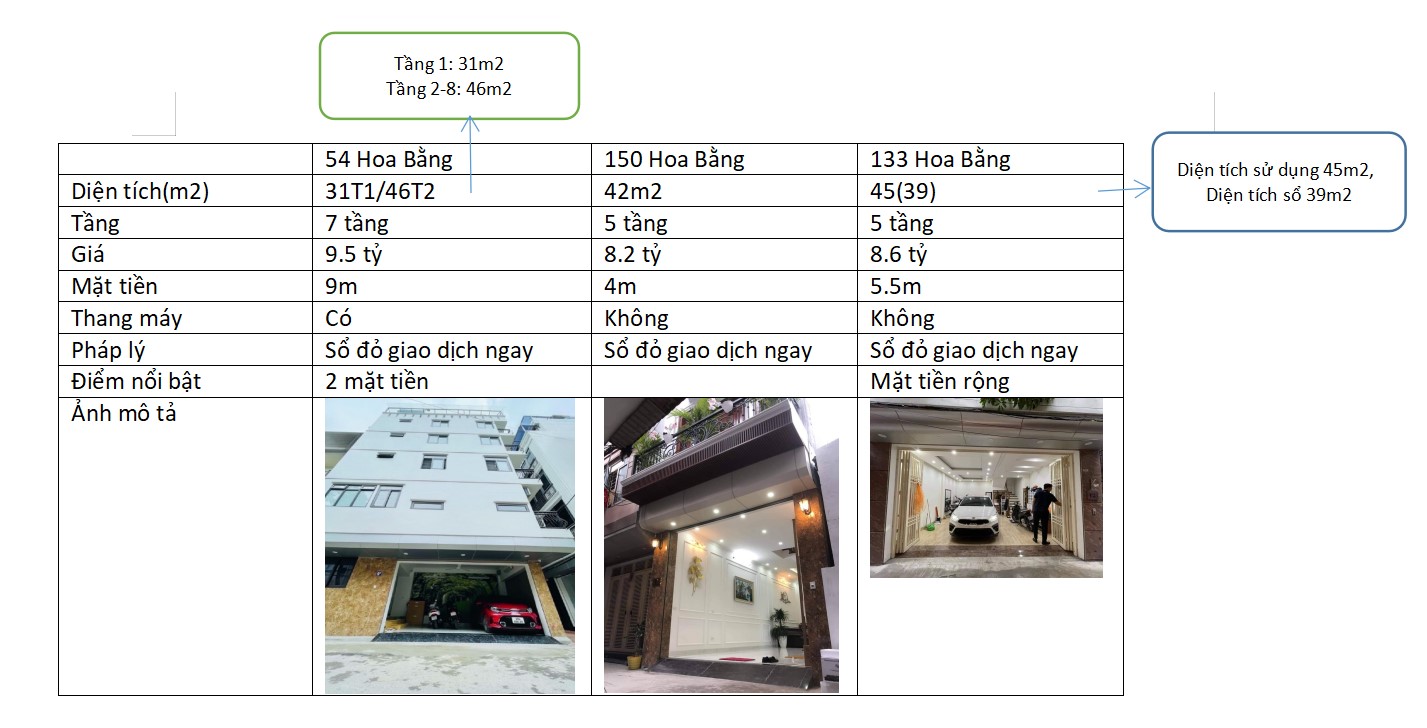 Tầng 1: 31m2
Tầng 2-8: 46m2
54 Hoa Bằng 150 Hoa Bằng 133 Hoa Bằng
Diện tích(m2) 31T1/46T2 42m2 45(39)
Diện tích sử dụng 45m2,
Diện tích sổ 39m2
Tầng 7 tầng 5 tầng 5 tầng
Giá 9.5 tỷ 8.2 tỷ 8.6 tỷ
Mặt tiền 9m 4m 5.5m
Thang máy Có Không Không
Pháp lý Sổ đỏ giao dịch ngay Sổ đỏ giao dịch ngay Sổ đỏ giao dịch ngay
Điểm nổi bật 2 mặt tiền Mặt tiền rộng
Ảnh mô tả